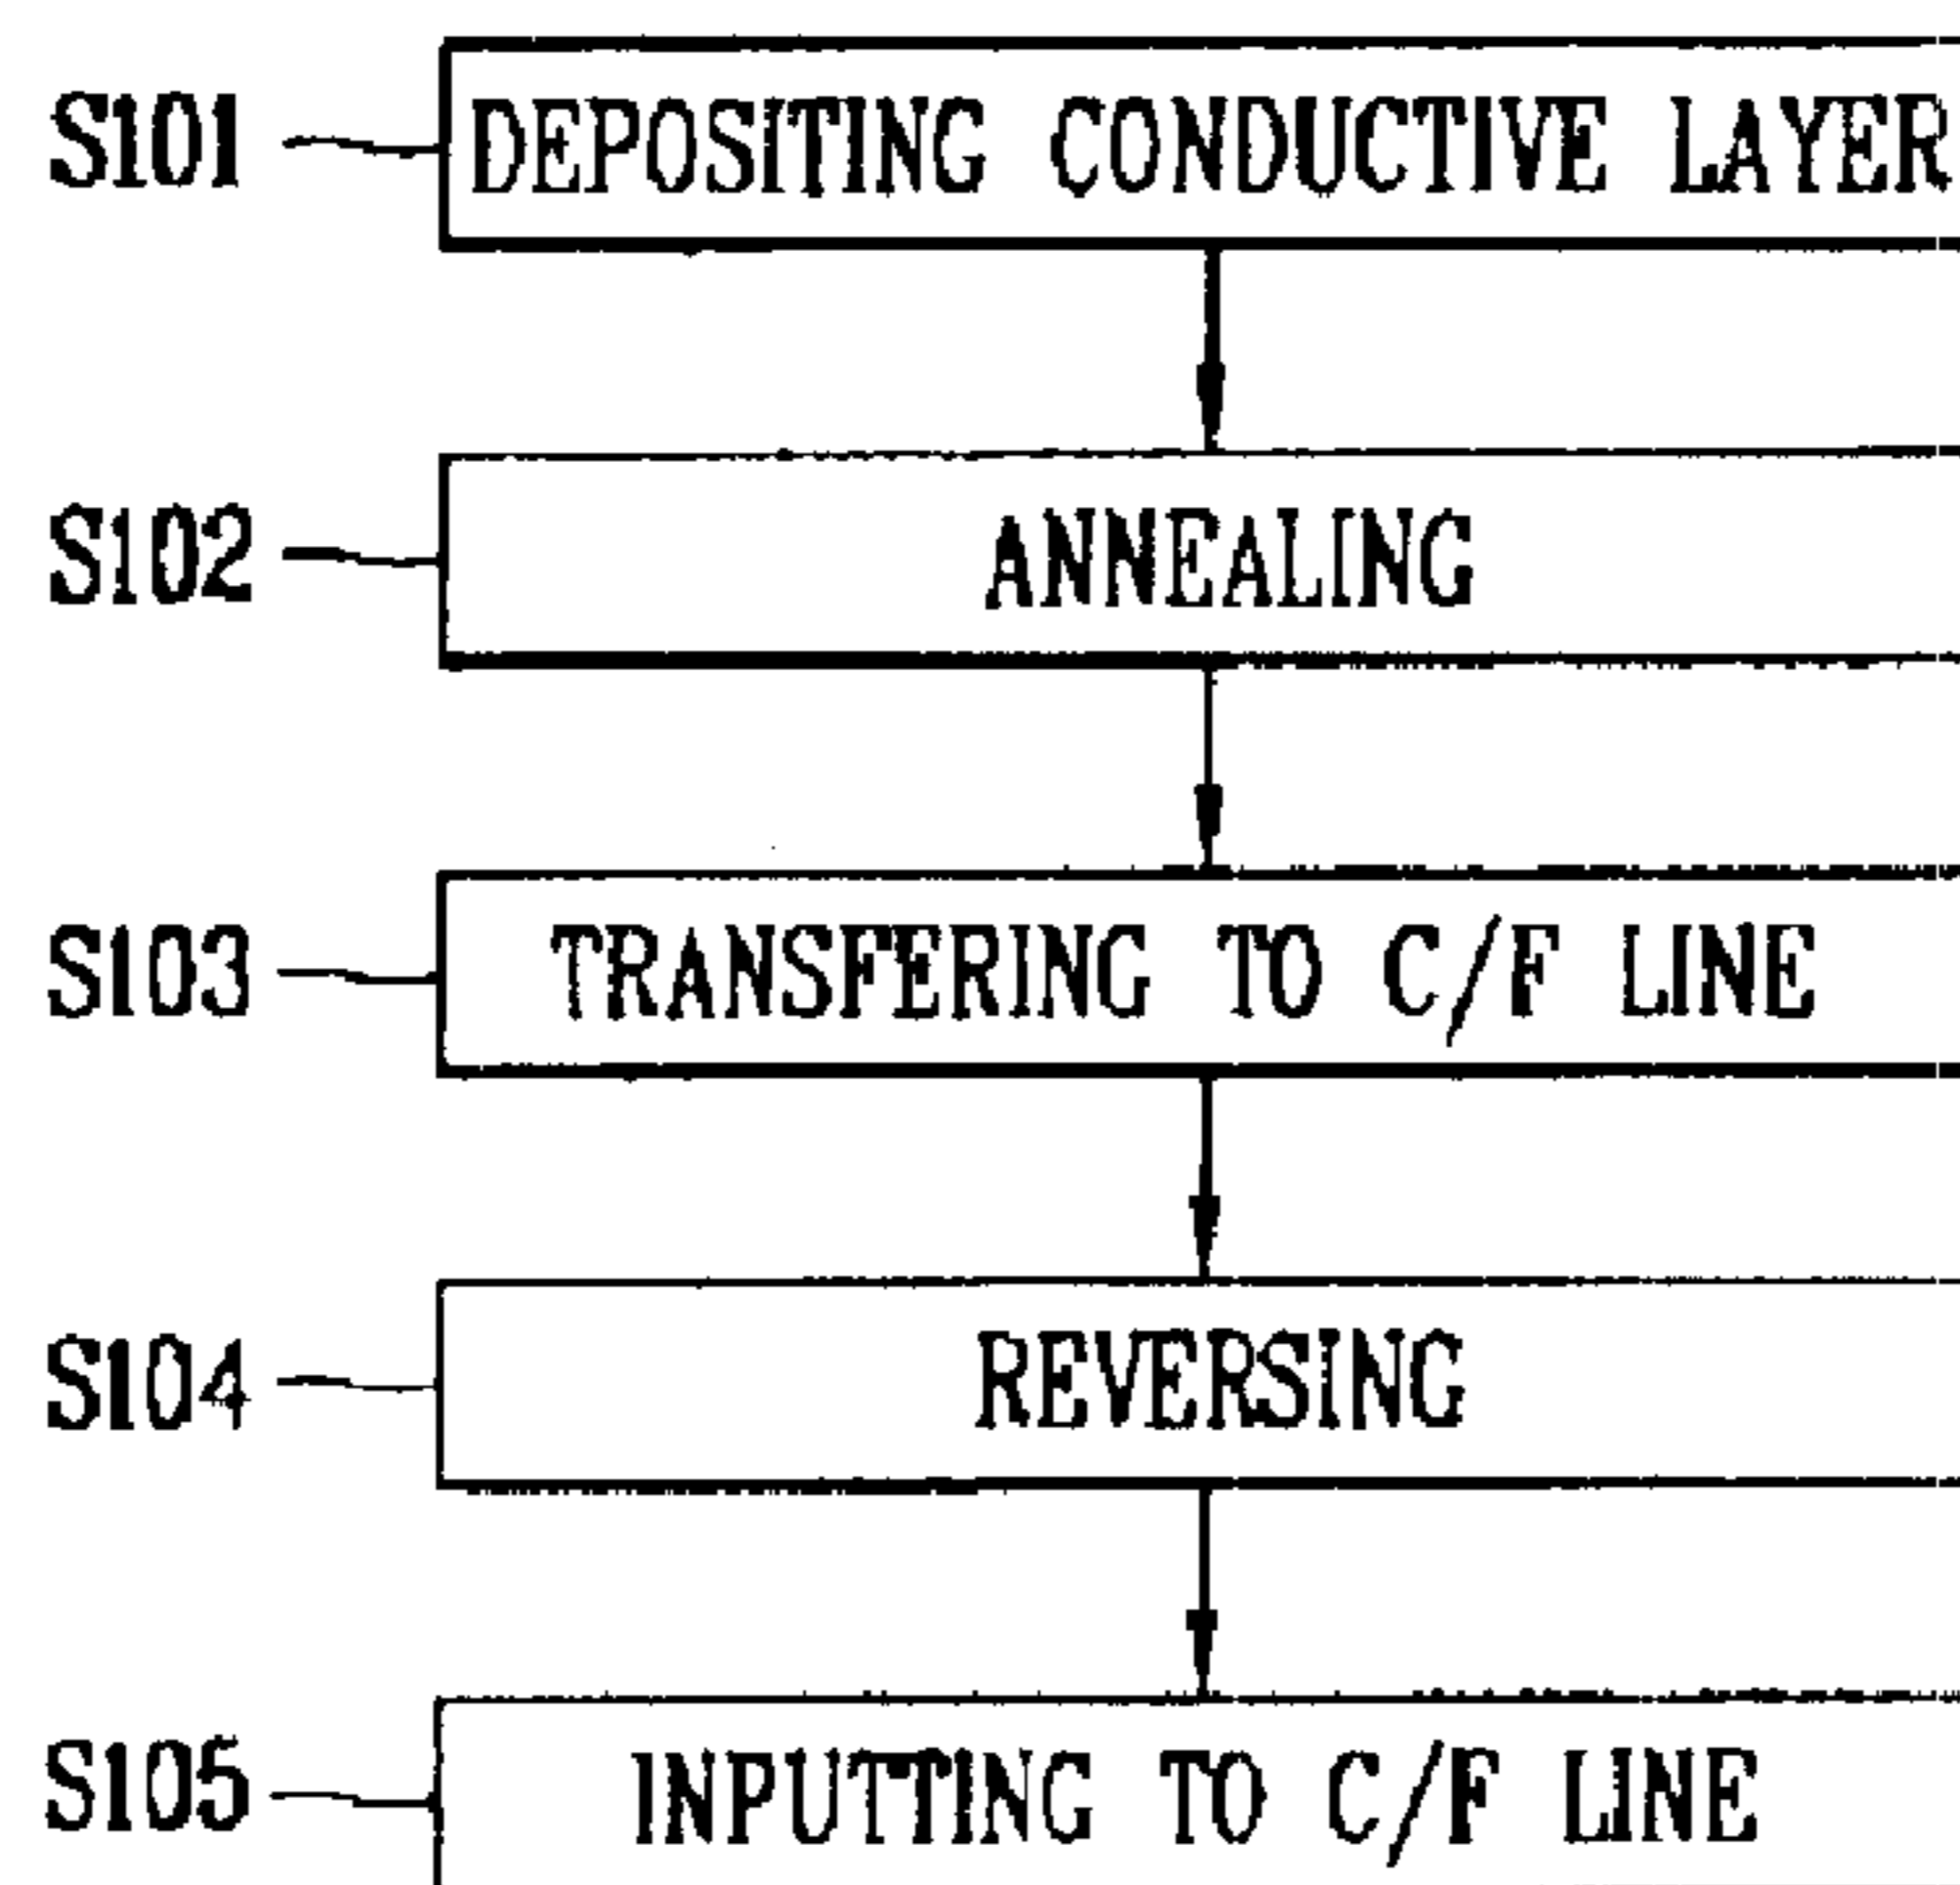 S101 DEPOSITING CONDUCTIVE LAYER
S102 ANNEALING
S103 TRANSFERING TO C/F LINE
S104 REVERSING
S105 INPUTTING TO C/F LINE